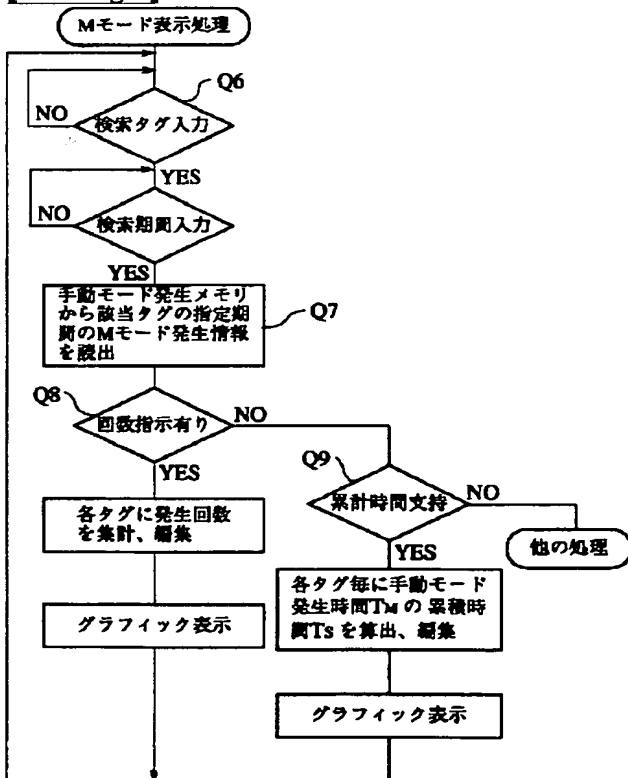 Mモード表示処理
Q6
NO
検索タグ入力
YES
NO
検索期間入力
YES
手動モード発生メモリ
から該当タグの指定期
間のMモード発生情報
を読出
Q7
Q8
回数指示有り
NO
YES
Q9
累計時間支持
NO
他の処理
YES
各タグに発生回数
を集計、編集
各タグ毎に手動モード
発生時間TMの累積時
間TSを算出、編集
グラフィック表示
グラフィック表示